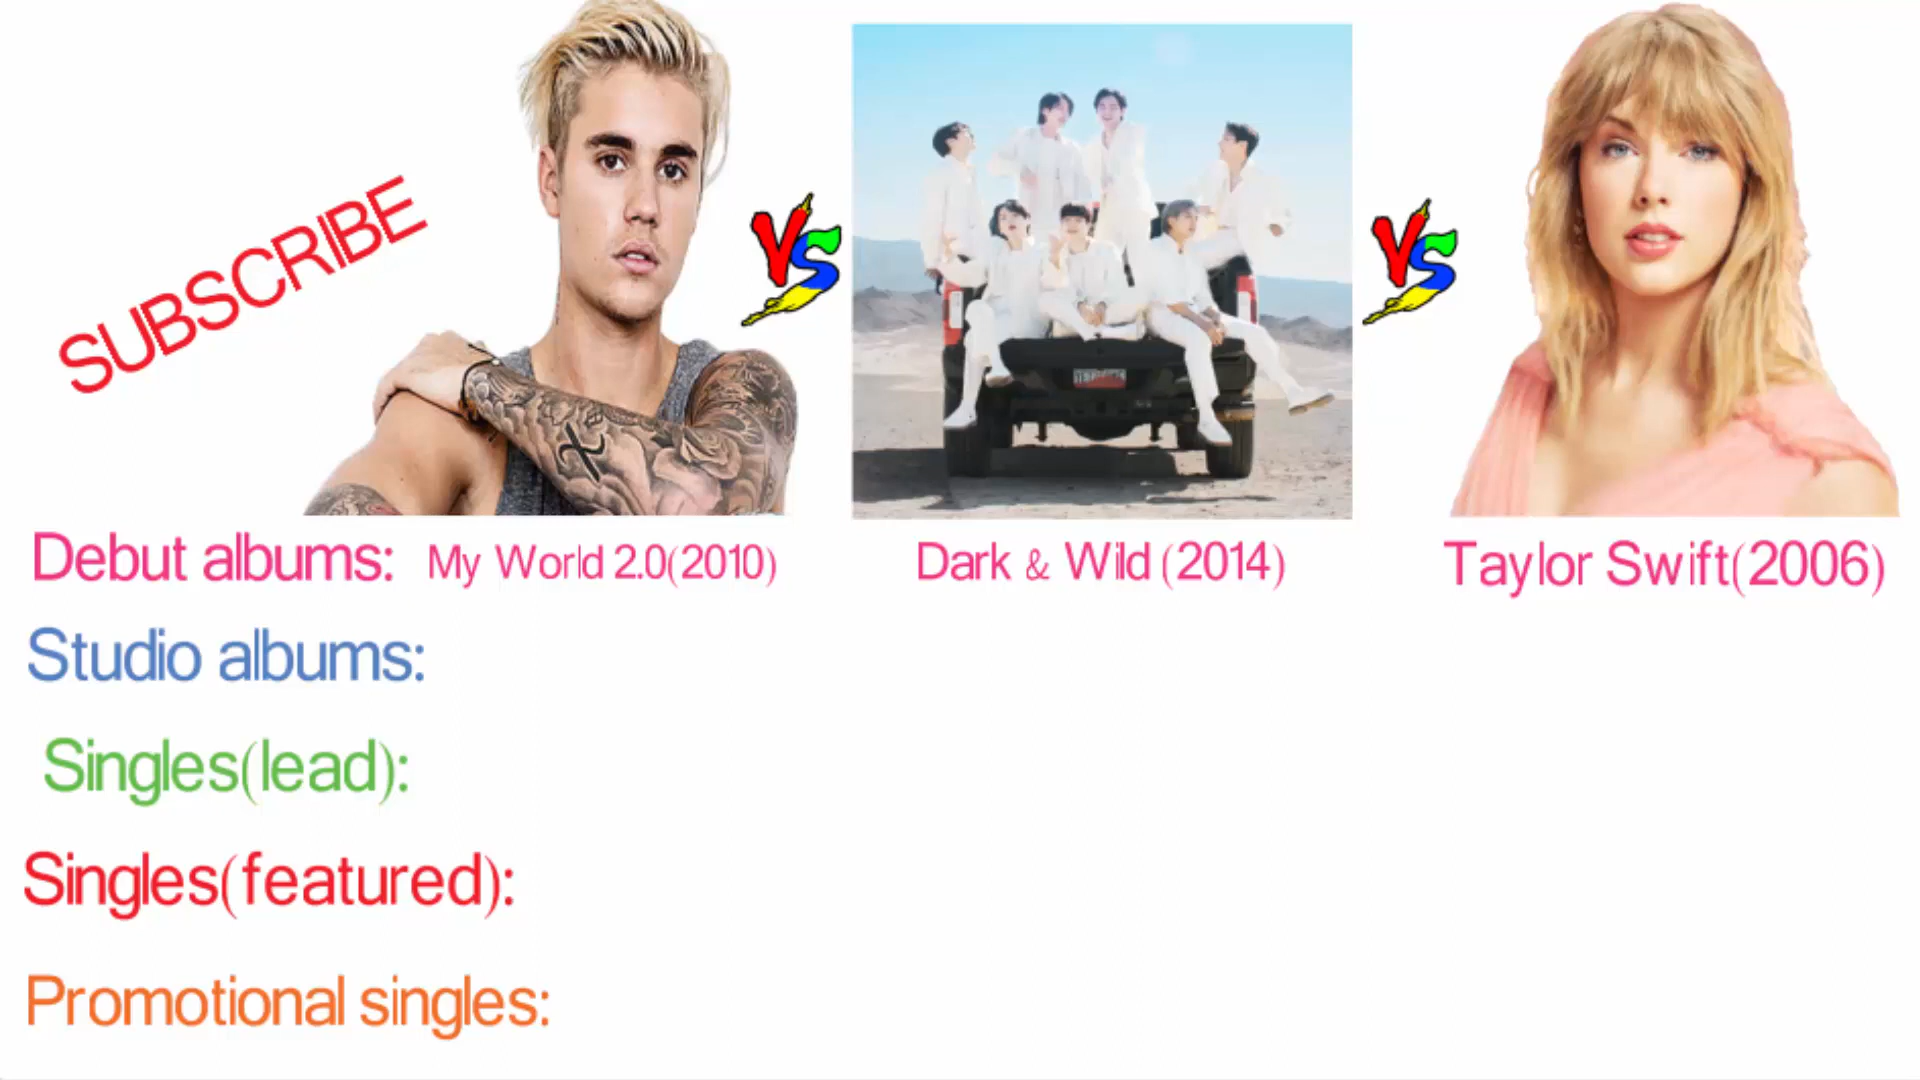 SUBSCRIBE
VS
VS
Debut albums: My World 2.0(2010) Dark & Wild (2014) Taylor Swift(2006)
Studio albums:
Singles(lead):
Singles(featured):
Promotional singles: